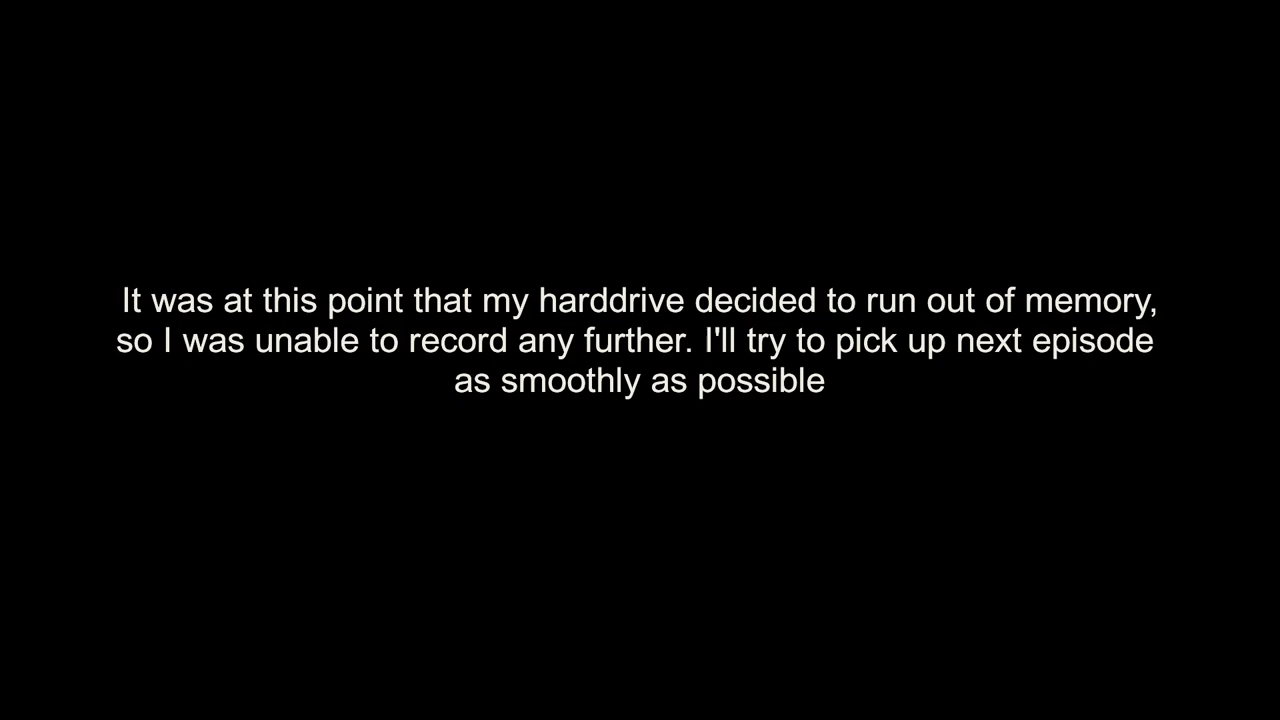 It was at this point that my harddrive decided to run out of memory,
so I was unable to record any further. I'll try to pick up next episode
as smoothly as possible